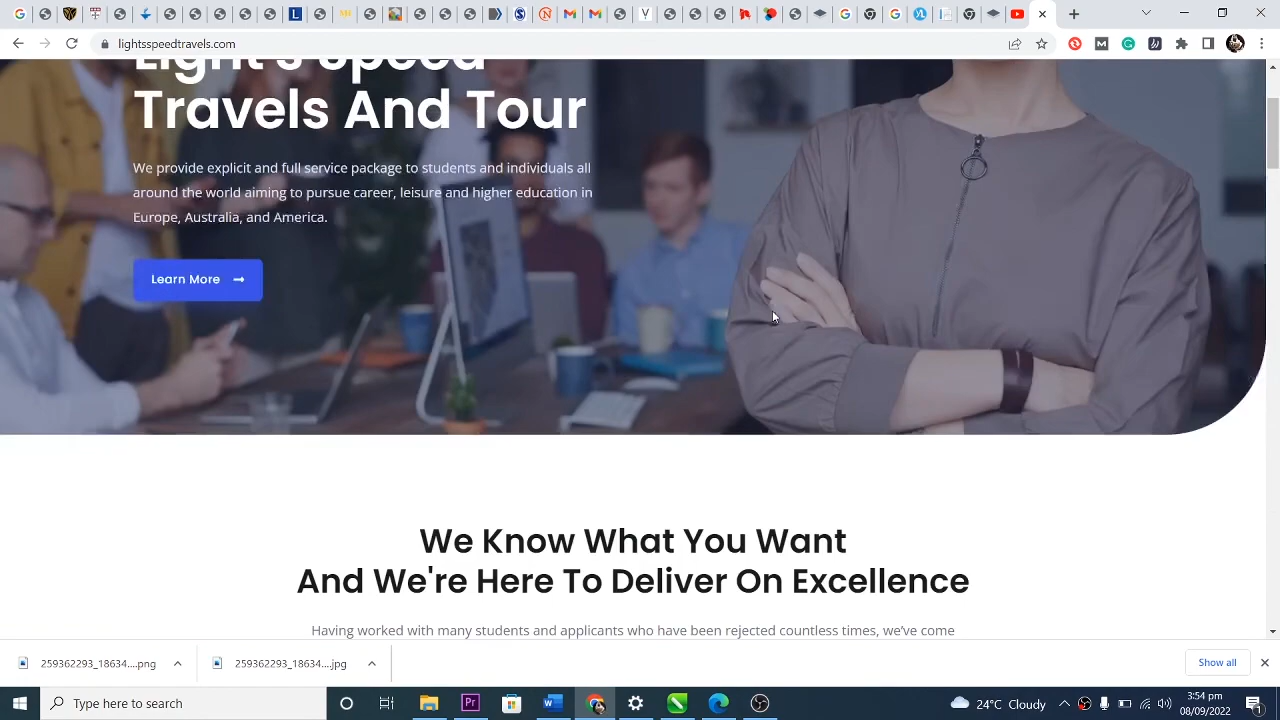 lightsspeedtravels.com
Light's Speed
Travels And Tour
We provide explicit and full service package to students and individuals all
around the world aiming to pursue career, leisure and higher education in
Europe, Australia, and America.
Learn More
We Know What You Want
And We're Here To Deliver On Excellence
Having worked with many students and applicants who have been rejected countless times, we've come
259362293_18634....png
259362293_18634....jpg
Show all
Type here to search
24°C Cloudy
3:54 pm
08/09/2022